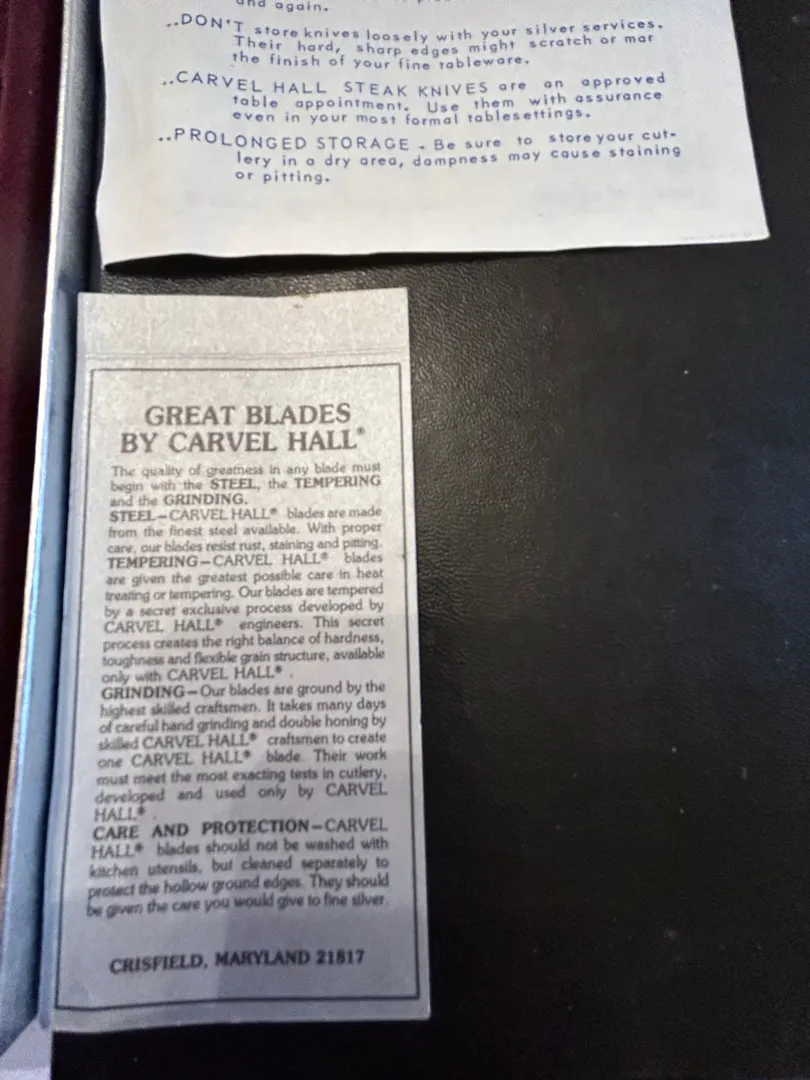 and again.
..DON'T store knives loosely with your silver services.
Their hard, sharp edges might scratch or mar
the finish of your fine tableware.
..CARVEL HALL STEAK KNIVES are an approved
table appointment. Use them with assurance
even in your most formal tablesettings.
..PROLONGED STORAGE - Be sure to store your cut-
lery in a dry area, dampness may cause staining
or pitting.
GREAT BLADES
BY CARVEL HALL®
The quality of greatness in any blade must
begin with the STEEL, the TEMPERING
and the GRINDING.
STEEL—CARVEL HALL® blades are made
from the finest steel available. With proper
care, our blades resist rust, staining and pitting.
TEMPERING—CARVEL HALL® blades
are given the greatest possible care in heat
treating or tempering. Our blades are tempered
by a secret exclusive process developed by
CARVEL HALL® engineers. This secret
process creates the right balance of hardness,
toughness and flexible grain structure, available
only with CARVEL HALL® .
GRINDING—Our blades are ground by the
highest skilled craftsmen. It takes many days
of careful hand grinding and double honing by
skilled CARVEL HALL® craftsmen to create
one CARVEL HALL® blade. Their work
must meet the most exacting tests in cutlery,
developed and used only by CARVEL
HALL® .
CARE AND PROTECTION—CARVEL
HALL® blades should not be washed with
kitchen utensils, but cleaned separately to
protect the hollow ground edges. They should
be given the care you would give to fine silver.
CRISFIELD, MARYLAND 21817